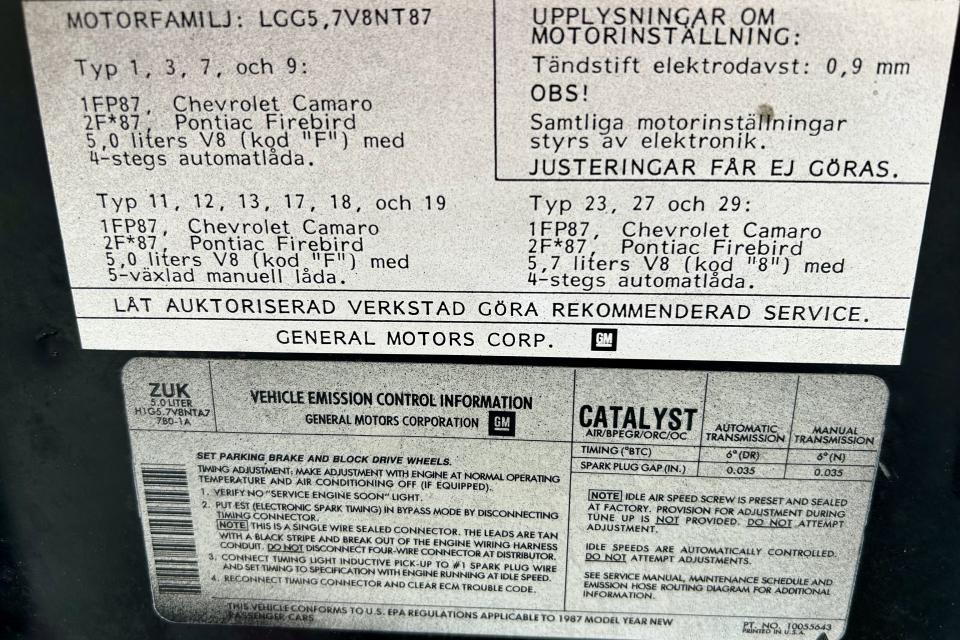 MOTORFAMILJ: LGG5,7V8NT87
Typ 1, 3, 7, och 9:
1FP87, Chevrolet Camaro
2F*87, Pontiac Firebird
5,0 liters V8 (kod "F") med
4-stegs automatlåda.
UPPLYSNINGAR OM
MOTORINSTÄLLNING:
Tändstift elektrodavst: 0,9 mm
OBS!
Samtliga motorinställningar
styrs av elektronik.
JUSTERINGAR FÅR EJ GÖRAS.
Typ 11, 12, 13, 17, 18, och 19
1FP87, Chevrolet Camaro
2F*87, Pontiac Firebird
5,0 liters V8 (kod "F") med
5-växlad manuell låda.
Typ 23, 27 och 29:
1FP87, Chevrolet Camaro
2F*87, Pontiac Firebird
5,7 liters V8 (kod "8") med
4-stegs automatlåda.
LÅT AUKTORISERAD VERKSTAD GÖRA REKOMMENDERAD SERVICE.
GENERAL MOTORS CORP. GM
ZUK
5.0 LITER
H1G5.7V8NTA7
7B0-1A
VEHICLE EMISSION CONTROL INFORMATION
GENERAL MOTORS CORPORATION GM
CATALYST
AIR/BPEGR/ORC/OC
AUTOMATIC
TRANSMISSION
MANUAL
TRANSMISSION
TIMING (°BTC) 6° (DR) 6° (N)
SPARK PLUG GAP (IN.) 0.035 0.035
SET PARKING BRAKE AND BLOCK DRIVE WHEELS.
TIMING ADJUSTMENT: MAKE ADJUSTMENT WITH ENGINE AT NORMAL OPERATING
TEMPERATURE AND AIR CONDITIONING OFF (IF EQUIPPED).
1. VERIFY NO "SERVICE ENGINE SOON" LIGHT.
2. PUT EST (ELECTRONIC SPARK TIMING) IN BYPASS MODE BY DISCONNECTING
TIMING CONNECTOR.
NOTE THIS IS A SINGLE WIRE SEALED CONNECTOR. THE LEADS ARE TAN
WITH A BLACK STRIPE AND BREAK OUT OF THE ENGINE WIRING HARNESS
CONDUIT. DO NOT DISCONNECT FOUR-WIRE CONNECTOR AT DISTRIBUTOR.
3. CONNECT TIMING LIGHT INDUCTIVE PICK-UP TO #1 SPARK PLUG WIRE
AND SET TIMING TO SPECIFICATION WITH ENGINE RUNNING AT IDLE SPEED.
4. RECONNECT TIMING CONNECTOR AND CLEAR ECM TROUBLE CODE.
NOTE IDLE AIR SPEED SCREW IS PRESET AND SEALED
AT FACTORY. PROVISION FOR ADJUSTMENT DURING
TUNE UP IS NOT PROVIDED. DO NOT ATTEMPT
ADJUSTMENT.
IDLE SPEEDS ARE AUTOMATICALLY CONTROLLED.
DO NOT ATTEMPT ADJUSTMENTS.
SEE SERVICE MANUAL, MAINTENANCE SCHEDULE AND
EMISSION HOSE ROUTING DIAGRAM FOR ADDITIONAL
INFORMATION.
THIS VEHICLE CONFORMS TO U.S. EPA REGULATIONS APPLICABLE TO 1987 MODEL YEAR NEW
PASSENGER CARS
PT. NO. 10055643
PRINTED IN U.S.A.